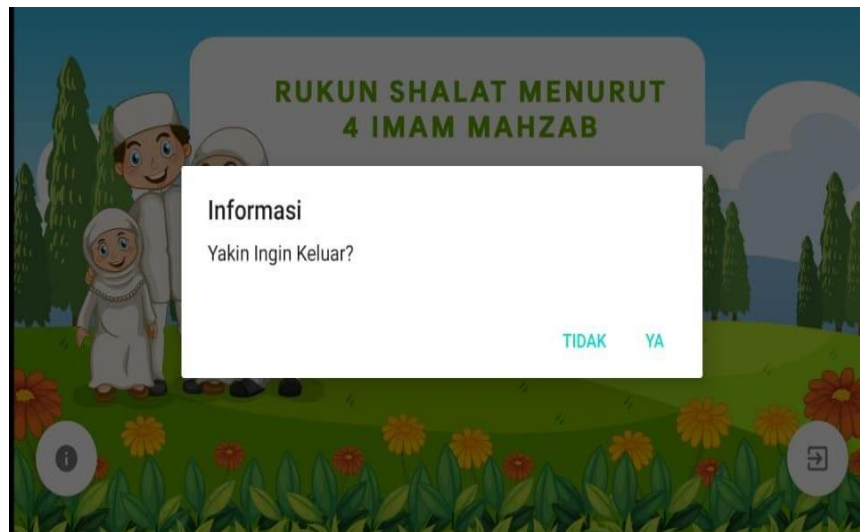 RUKUN SHALAT MENURUT
4 IMAM MAHZAB
Informasi
Yakin Ingin Keluar?
TIDAK YA